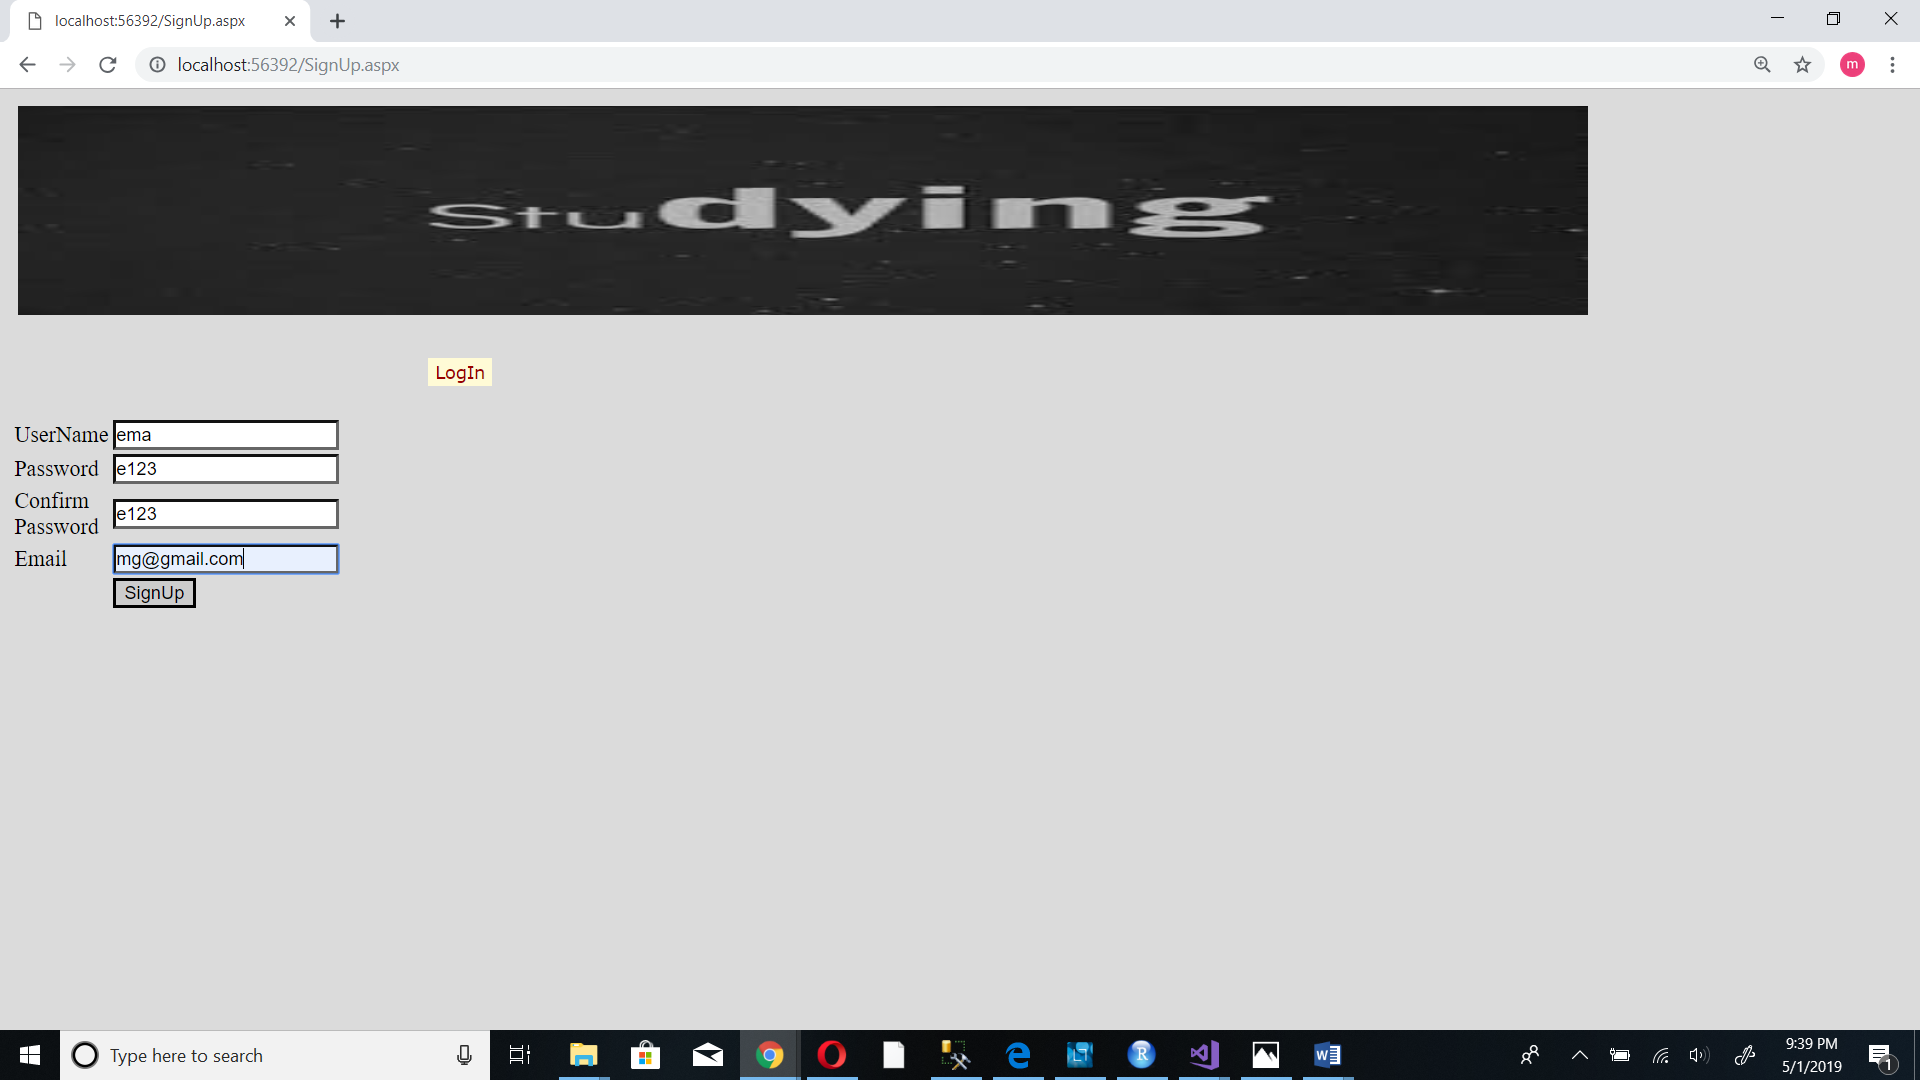 localhost:56392/SignUp.aspx
localhost:56392/SignUp.aspx
m
Studying
LogIn
UserName ema
Password e123
Confirm
Password e123
Email mg@gmail.com
SignUp
Type here to search
9:39 PM
5/1/2019
1